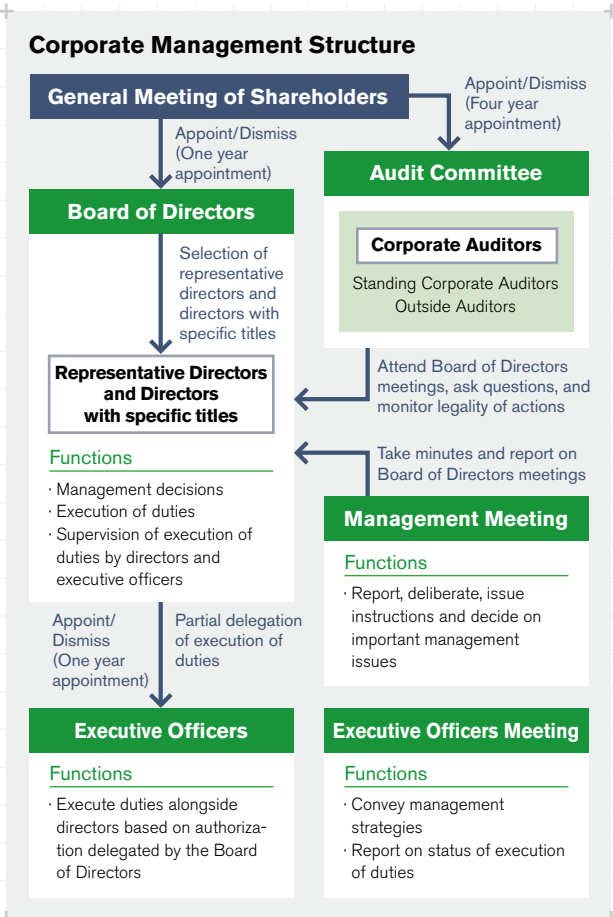 Corporate Management Structure
General Meeting of Shareholders
Appoint/Dismiss
(Four year
appointment)
Appoint/Dismiss
(One year
appointment)
Audit Committee
Corporate Auditors
Standing Corporate Auditors
Outside Auditors
Board of Directors
Selection of
representative
directors and
directors with
specific titles
Representative Directors
and Directors
with specific titles
Attend Board of Directors
meetings, ask questions, and
monitor legality of actions
Functions
· Management decisions
· Execution of duties
· Supervision of execution of
duties by directors and
executive officers
Take minutes and report on
Board of Directors meetings
Management Meeting
Functions
· Report, deliberate, issue
instructions and decide on
important management
issues
Appoint/
Dismiss
(One year
appointment)
Partial delegation
of execution of
duties
Executive Officers
Functions
· Execute duties alongside
directors based on authoriza-
tion delegated by the Board
of Directors
Executive Officers Meeting
Functions
· Convey management
strategies
· Report on status of execution
of duties